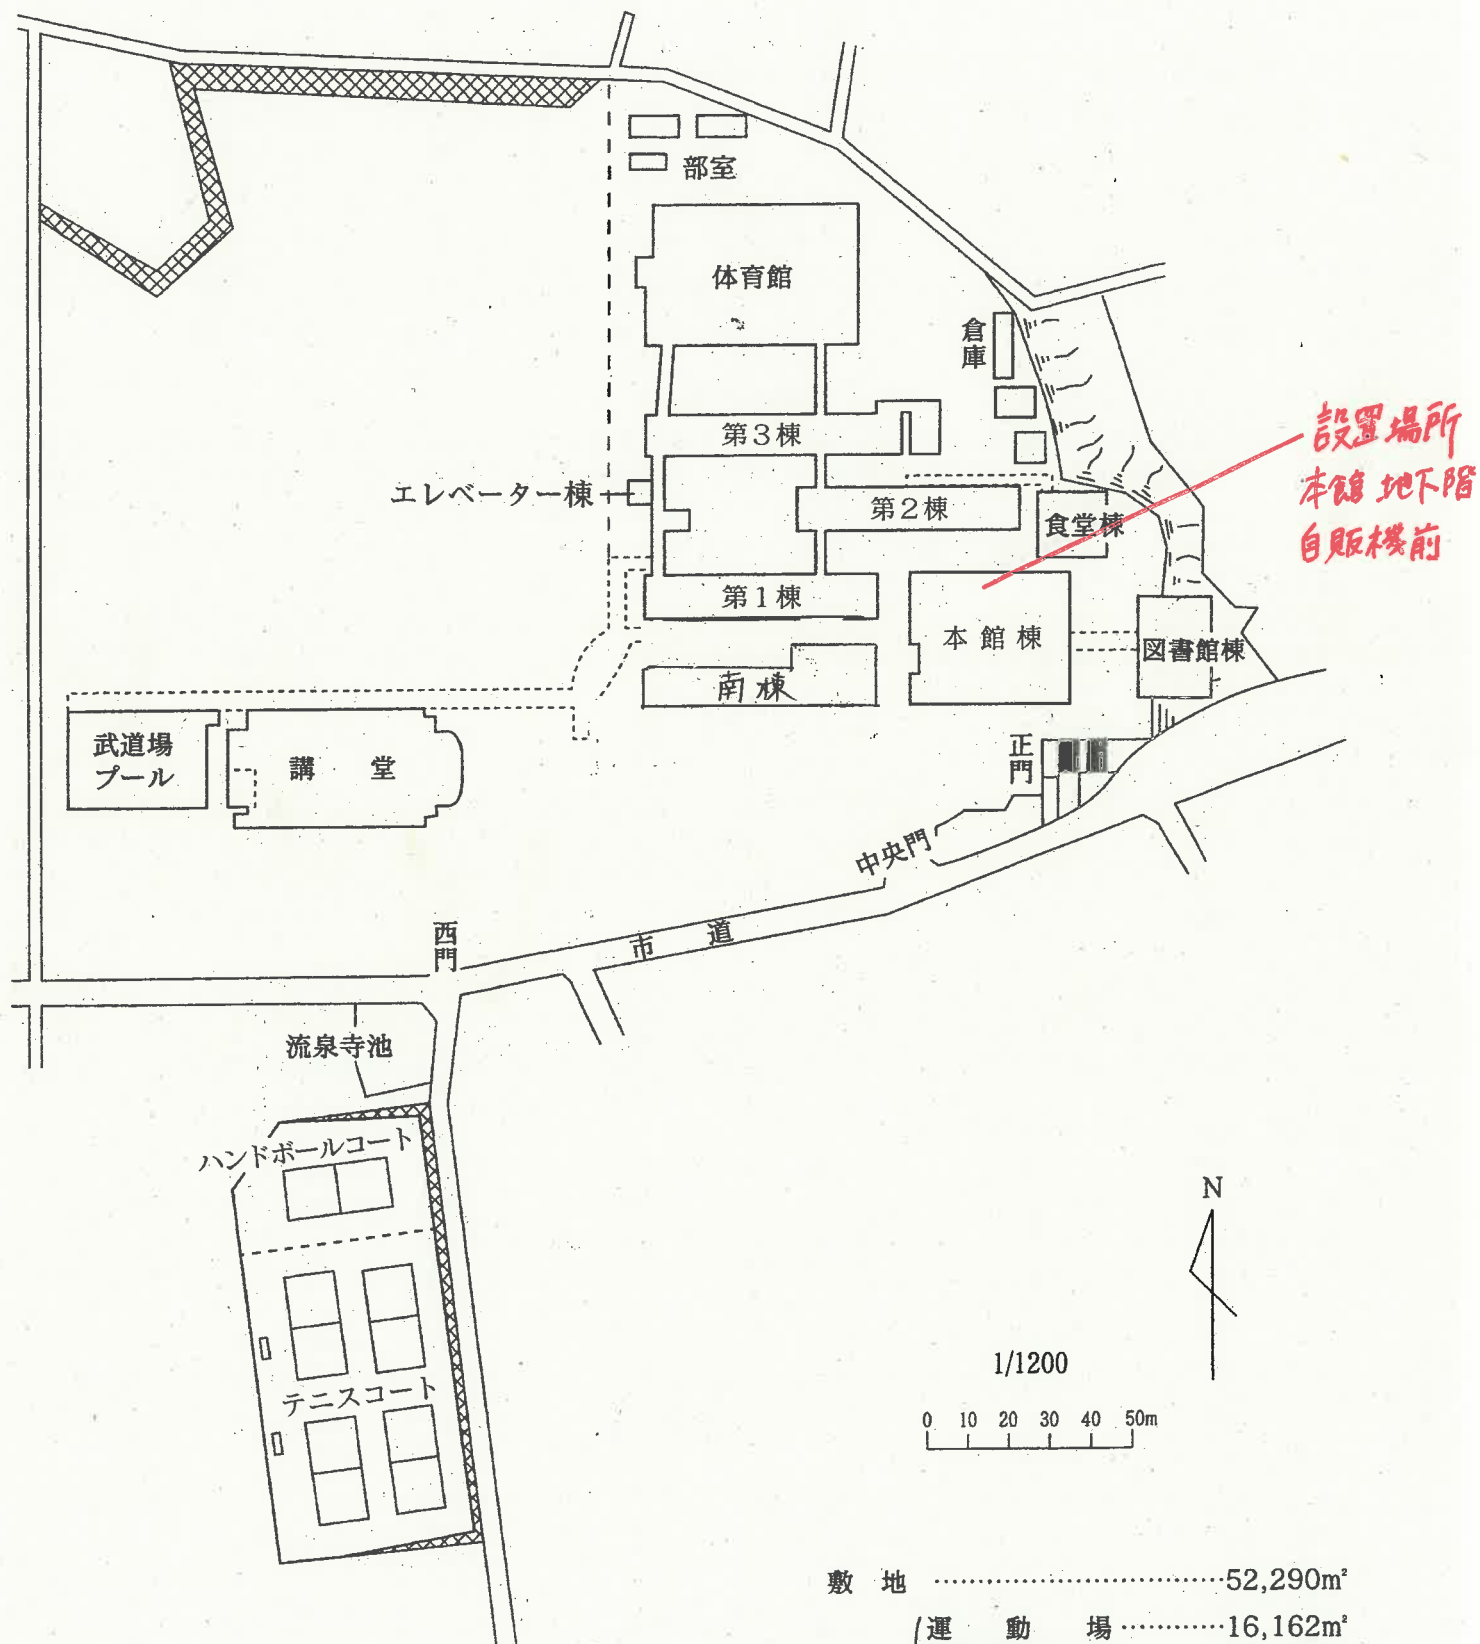 部室
体育館
倉庫
設置場所
本館 地下階
自販機前
第3棟
エレベーター棟
第2棟
食堂棟
第1棟
本館棟
図書館棟
南棟
武道場
プール
講堂
正門
中央門
西門
市道
流泉寺池
ハンドボールコート
N
1/1200
0 10 20 30 40 50m
テニスコート
敷地 ……………………………52,290㎡
運動場…………16,162㎡